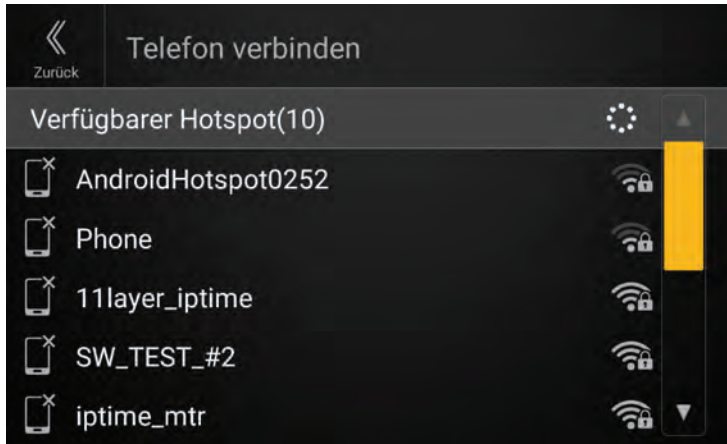 Zurück
Telefon verbinden
Verfügbarer Hotspot(10)
AndroidHotspot0252
Phone
11layer_iptime
SW_TEST_#2
iptime_mtr